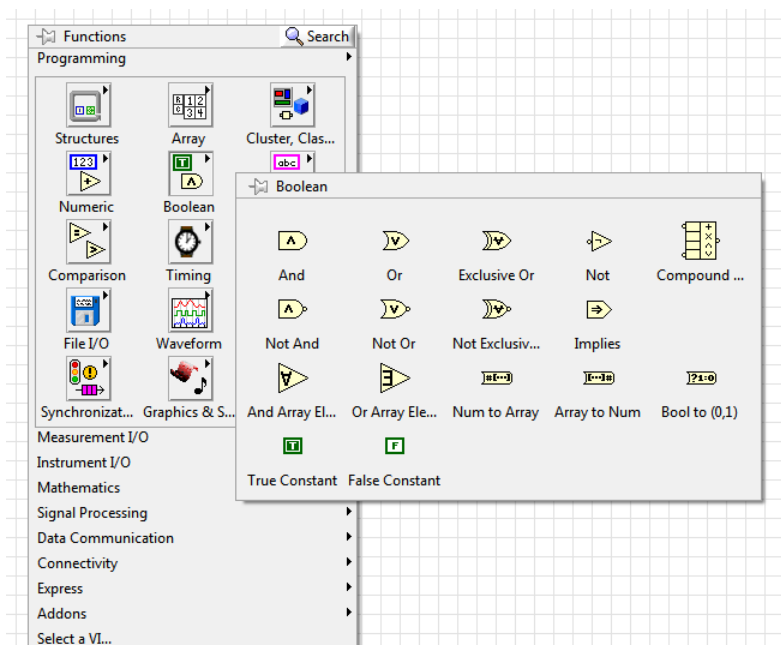 Functions
Search
Programming
Structures
Array
Cluster, Clas...
Numeric
Boolean
Comparison
Timing
File I/O
Waveform
Synchronizat...
Graphics & S...
Measurement I/O
Instrument I/O
Mathematics
Signal Processing
Data Communication
Connectivity
Express
Addons
Select a VI...
Boolean
And
Or
Exclusive Or
Not
Compound ...
Not And
Not Or
Not Exclusiv...
Implies
And Array El...
Or Array Ele...
Num to Array
Array to Num
Bool to (0,1)
True Constant
False Constant